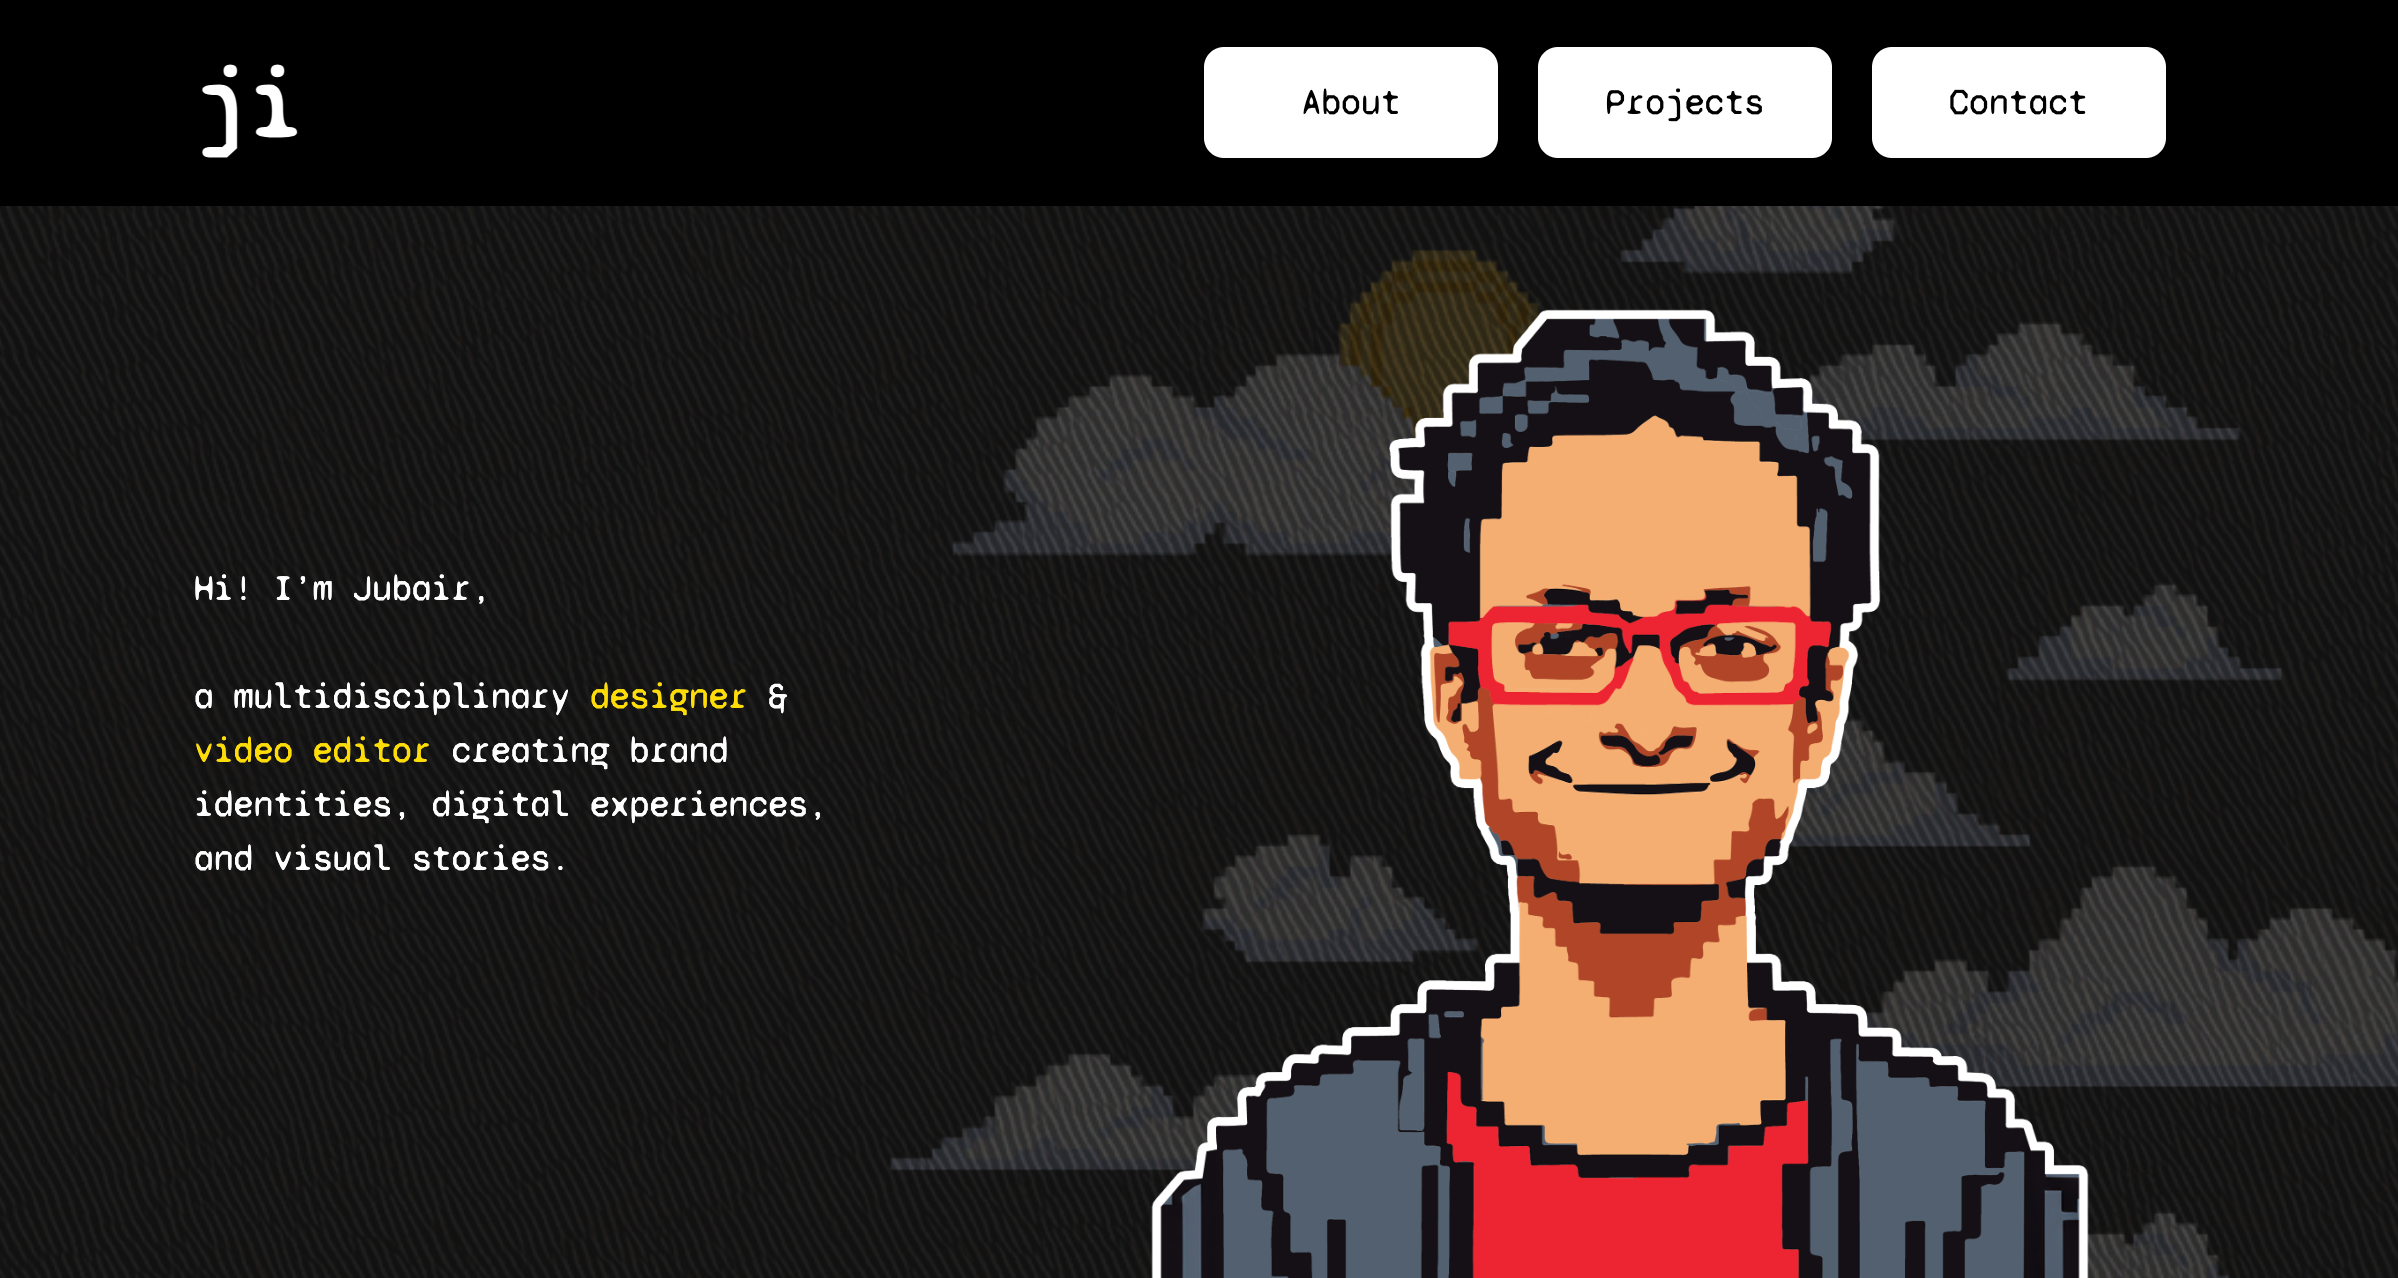 ji
About
Projects
Contact
Hi! I'm Jubair,
a multidisciplinary designer &
video editor creating brand
identities, digital experiences,
and visual stories.